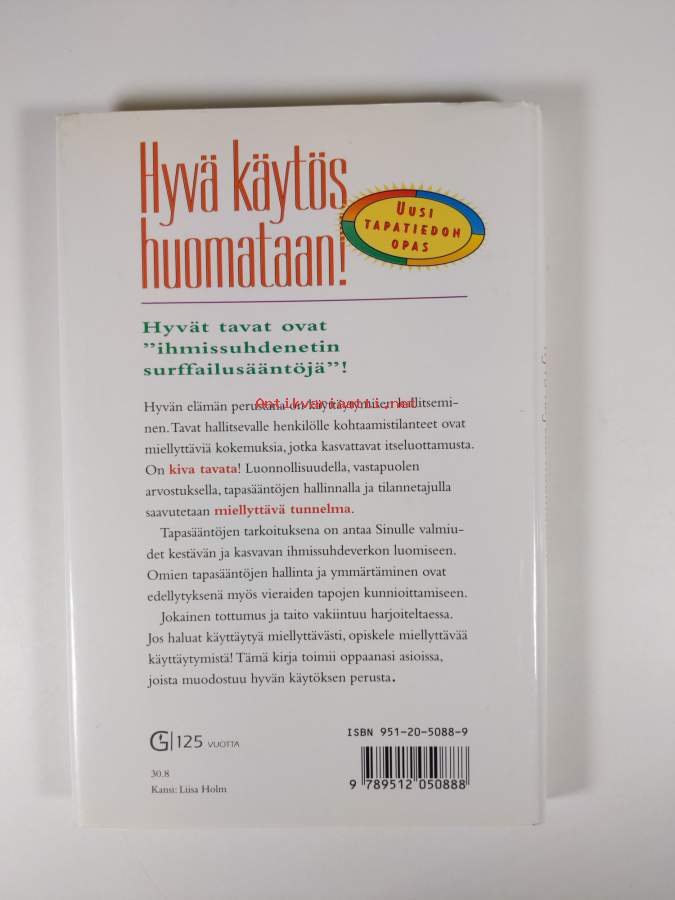 Hyvä käytös
huomataan!
UUSI
TAPATIEDON
OPAS
Hyvät tavat ovat
”ihmissuhdenetin
surffailusääntöjä”!
Antikvariaatti.net
Hyvän elämän perustana on käyttäytymisen hallitsemi-
nen. Tavat hallitsevalle henkilölle kohtaamistilanteet ovat
miellyttäviä kokemuksia, jotka kasvattavat itseluottamusta.
On kiva tavata! Luonnollisuudella, vastapuolen
arvostuksella, tapasääntöjen hallinnalla ja tilannetajulla
saavutetaan miellyttävä tunnelma.
Tapasääntöjen tarkoituksena on antaa Sinulle valmiu-
det kestävän ja kasvavan ihmissuhdeverkon luomiseen.
Omien tapasääntöjen hallinta ja ymmärtäminen ovat
edellytyksenä myös vieraiden tapojen kunnioittamiseen.
Jokainen tottumus ja taito vakiintuu harjoiteltaessa.
Jos haluat käyttäytyä miellyttävästi, opiskele miellyttävää
käyttäytymistä! Tämä kirja toimii oppaanasi asioissa,
joista muodostuu hyvän käytöksen perusta.
G 125 VUOTTA
ISBN 951-20-5088-9
9 789512 050888
30.8
Kansi: Liisa Holm